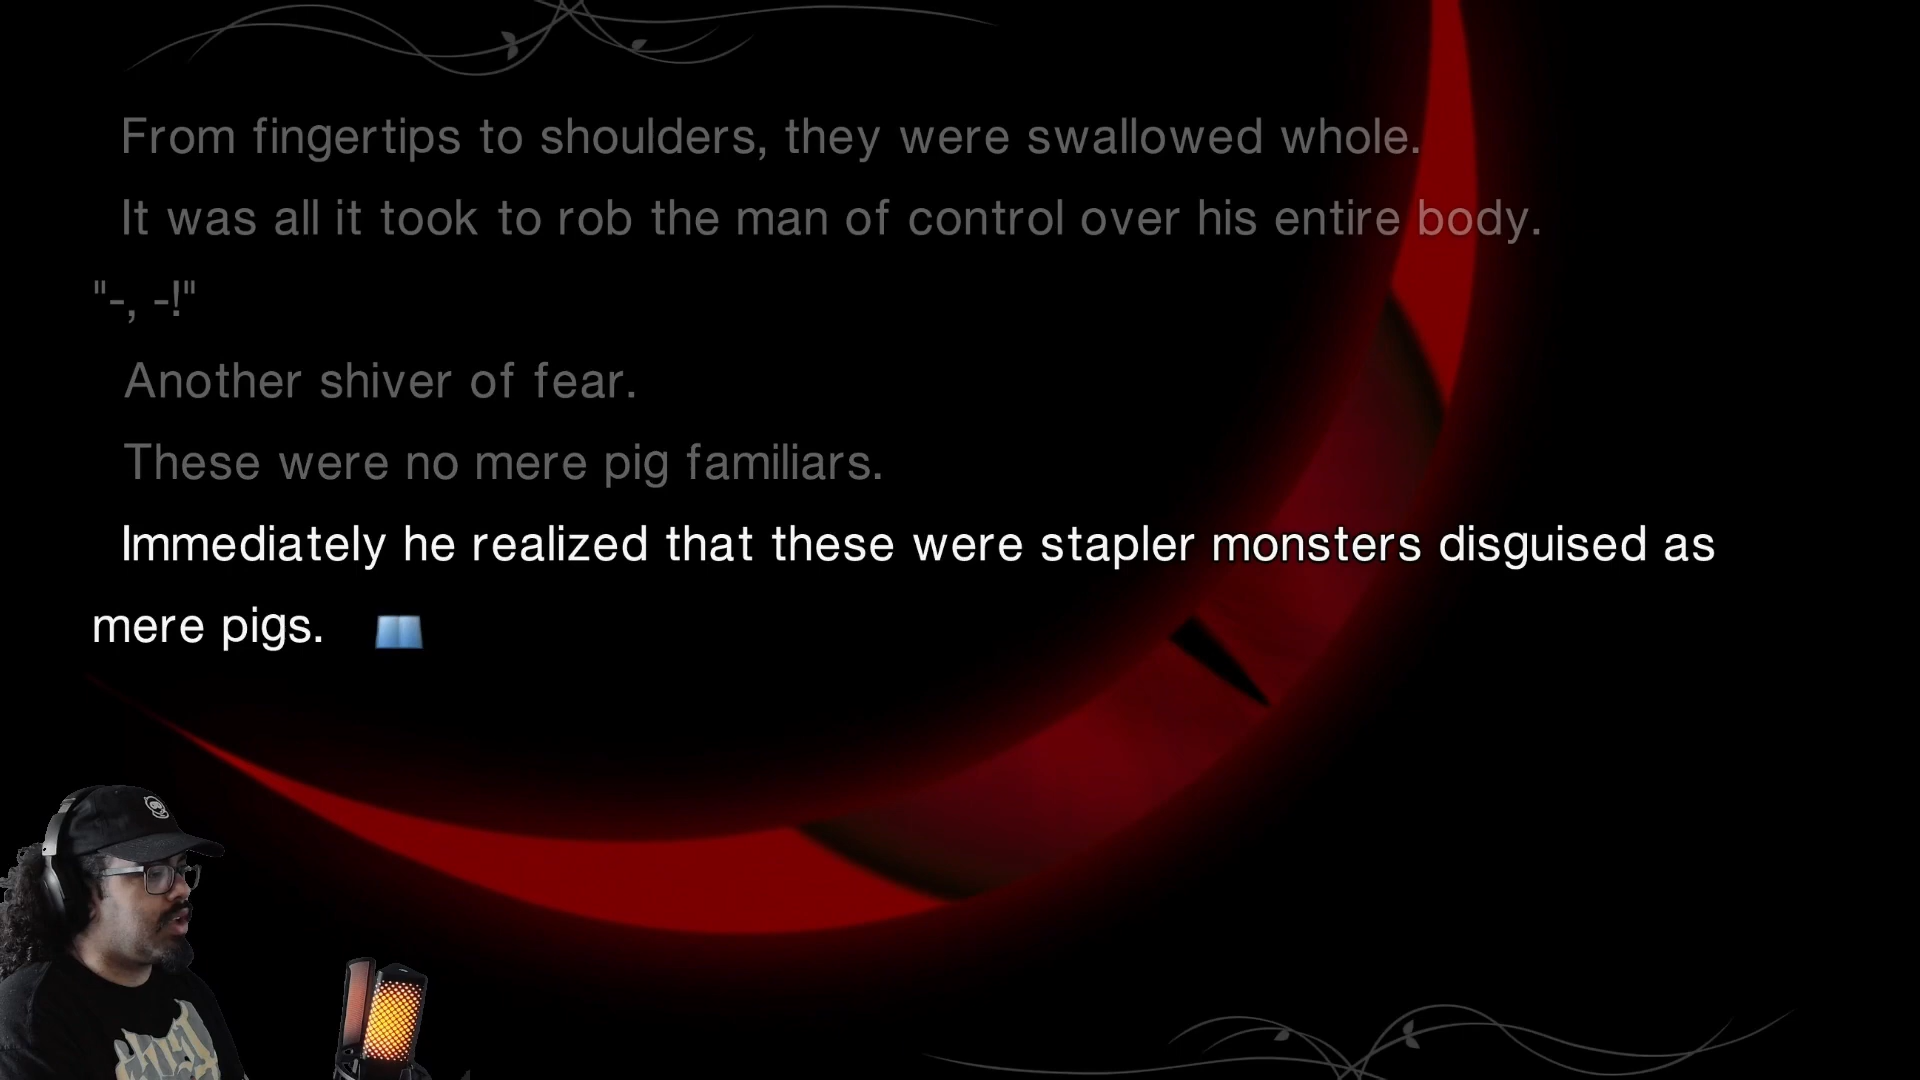 From fingertips to shoulders, they were swallowed whole.
It was all it took to rob the man of control over his entire body.
"-, -!"
Another shiver of fear.
These were no mere pig familiars.
Immediately he realized that these were stapler monsters disguised as
mere pigs.